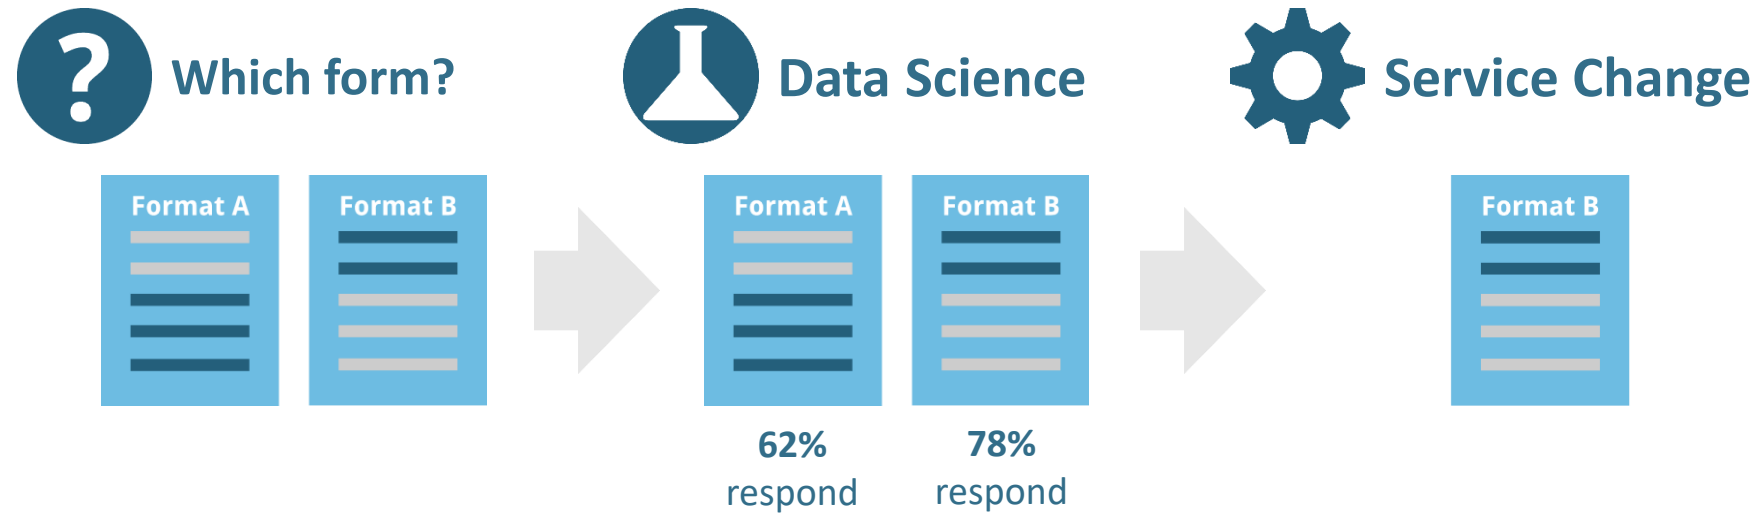 ?
Which form?
Data Science
Service Change
Format A
Format B
Format A
Format B
Format B
62%
respond
78%
respond